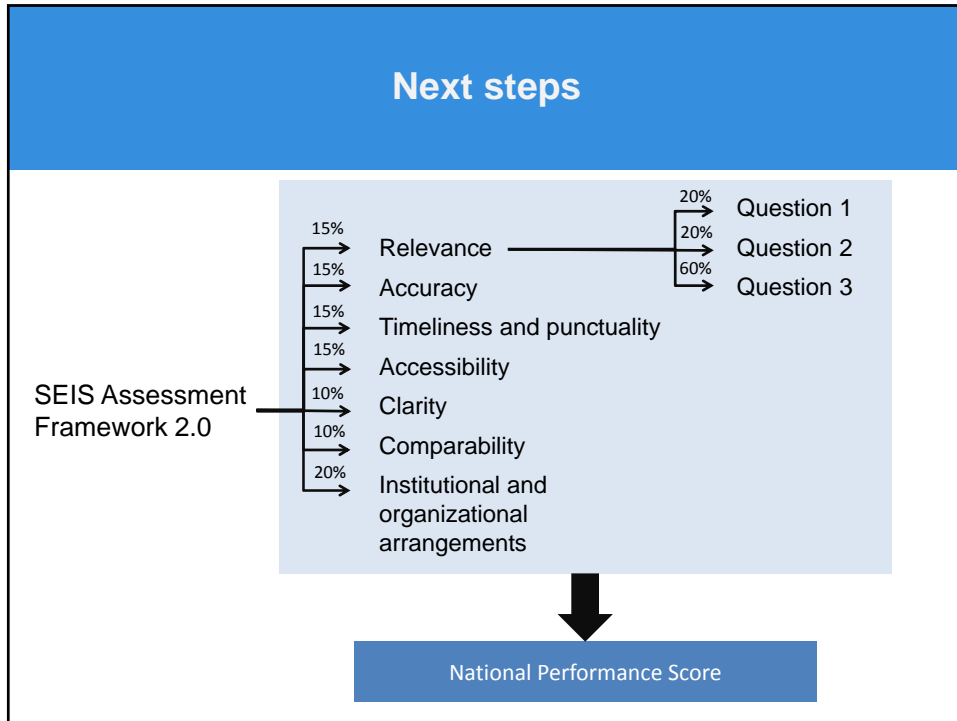 Next steps
20% Question 1
15% Relevance 20% Question 2
15% Accuracy 60% Question 3
15% Timeliness and punctuality
15% Accessibility
SEIS Assessment
Framework 2.0
10% Clarity
10% Comparability
20% Institutional and
organizational
arrangements
National Performance Score